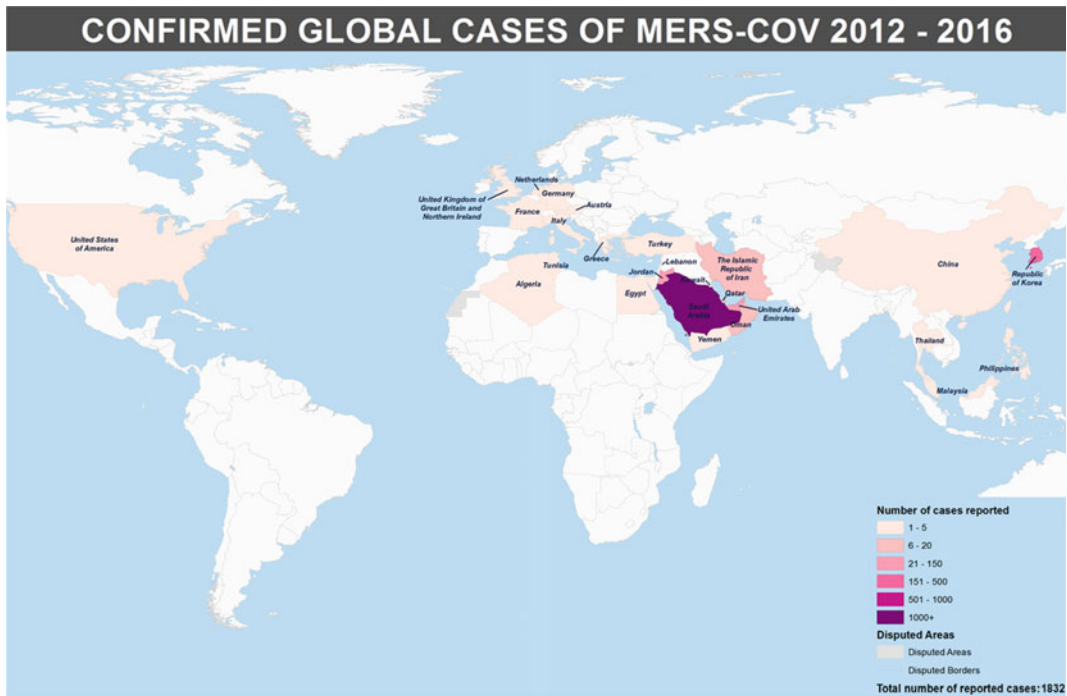 CONFIRMED GLOBAL CASES OF MERS-COV 2012 - 2016
Netherlands
Germany
United Kingdom of
Great Britain and
Northern Ireland
Austria
France
Italy
United States
of America
Greece
Turkey
Lebanon
The Islamic
Republic
of Iran
China
Republic
of Korea
Tunisia
Jordan
Kuwait
Algeria
Egypt
Qatar
Saudi
Arabia
United Arab
Emirates
Oman
Yemen
Thailand
Philippines
Malaysia
Number of cases reported
1 - 5
6 - 20
21 - 150
151 - 500
501 - 1000
1000+
Disputed Areas
Disputed Areas
Disputed Borders
Total number of reported cases:1832